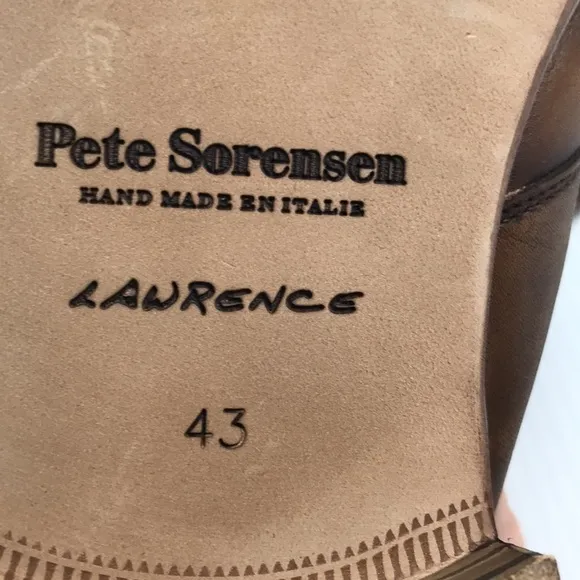 Pete Sorensen
HAND MADE EN ITALIE
LAWRENCE
43